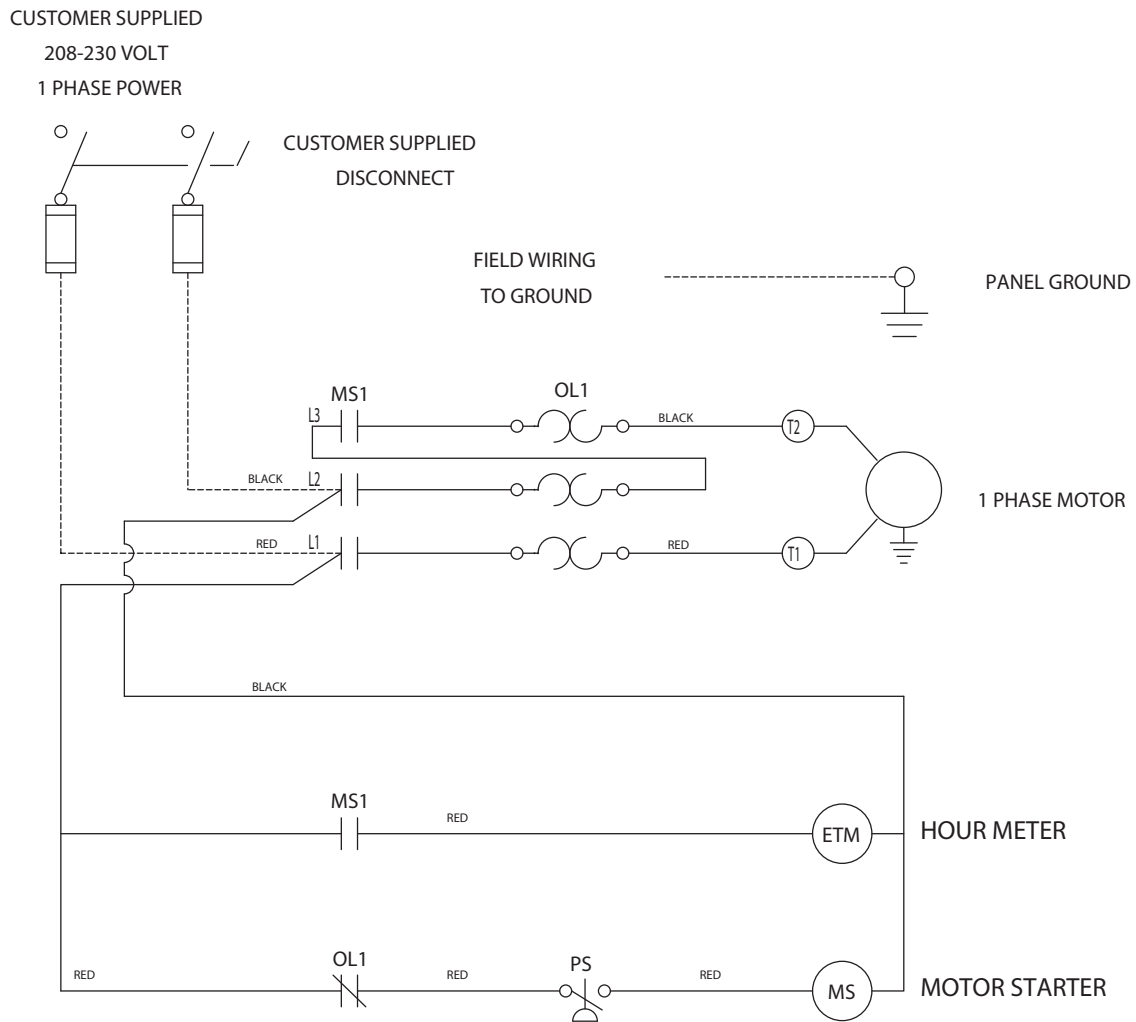 CUSTOMER SUPPLIED
208-230 VOLT
1 PHASE POWER
CUSTOMER SUPPLIED
DISCONNECT
FIELD WIRING
TO GROUND
PANEL GROUND
MS1
OL1
L3
BLACK
T2
BLACK
L2
1 PHASE MOTOR
RED
L1
RED
T1
BLACK
MS1
RED
ETM
HOUR METER
RED
OL1
RED
PS
RED
MS
MOTOR STARTER